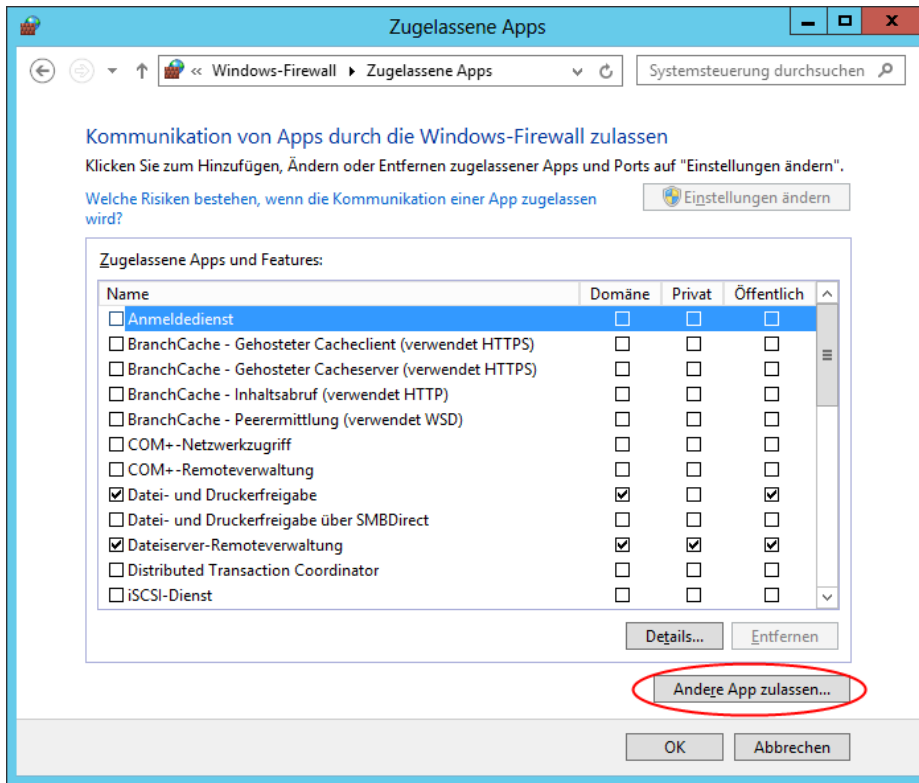 Zugelassene Apps
« Windows-Firewall Zugelassene Apps
Systemsteuerung durchsuchen
Kommunikation von Apps durch die Windows-Firewall zulassen
Klicken Sie zum Hinzufügen, Ändern oder Entfernen zugelassener Apps und Ports auf "Einstellungen ändern".
Welche Risiken bestehen, wenn die Kommunikation einer App zugelassen
wird?
Einstellungen ändern
Zugelassene Apps und Features:
Name Domäne Privat Öffentlich
Anmeldedienst
BranchCache - Gehosteter Cacheclient (verwendet HTTPS)
BranchCache - Gehosteter Cacheserver (verwendet HTTPS)
BranchCache - Inhaltsabruf (verwendet HTTP)
BranchCache - Peerermittlung (verwendet WSD)
COM+-Netzwerkzugriff
COM+-Remoteverwaltung
Datei- und Druckerfreigabe
Datei- und Druckerfreigabe über SMBDirect
Dateiserver-Remoteverwaltung
Distributed Transaction Coordinator
iSCSI-Dienst
Details... Entfernen
Andere App zulassen...
OK Abbrechen